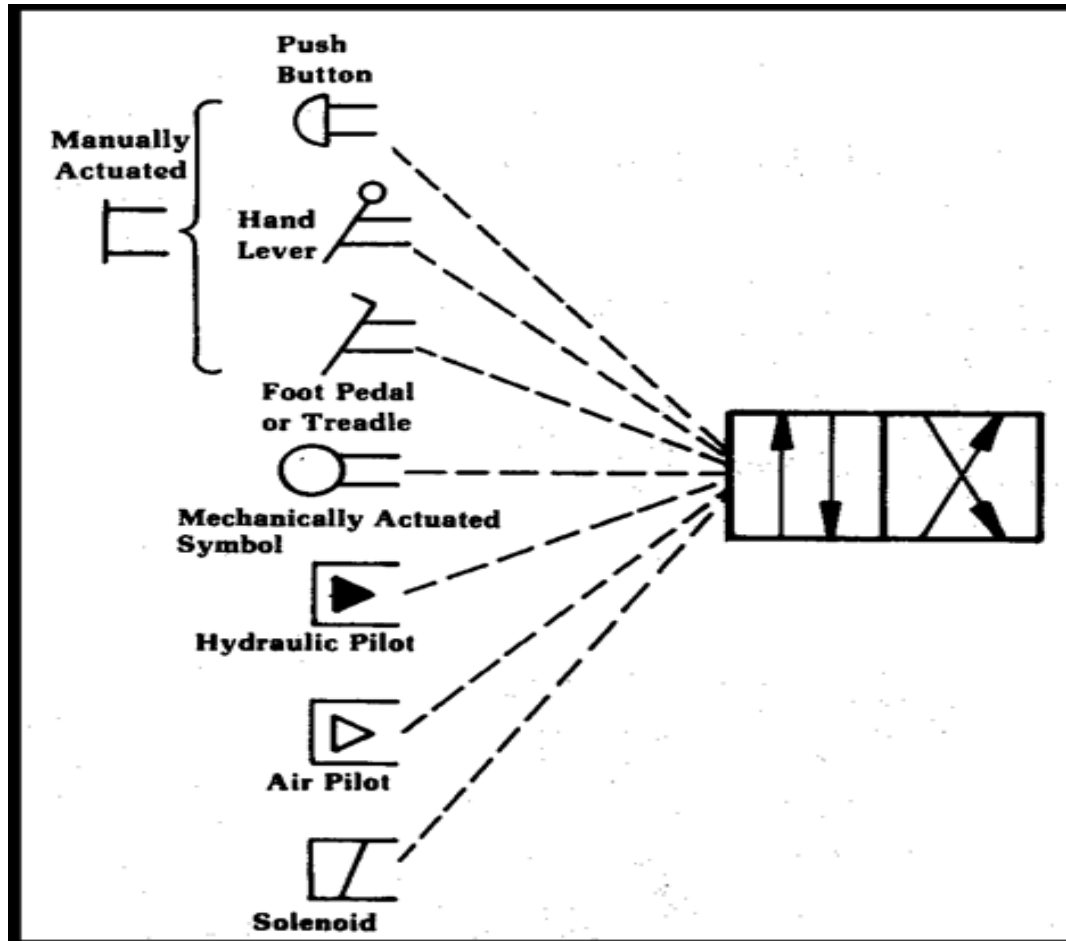 Push
Button
Manually
Actuated
Hand
Lever
Foot Pedal
or Treadle
Mechanically Actuated
Symbol
Hydraulic Pilot
Air Pilot
Solenoid